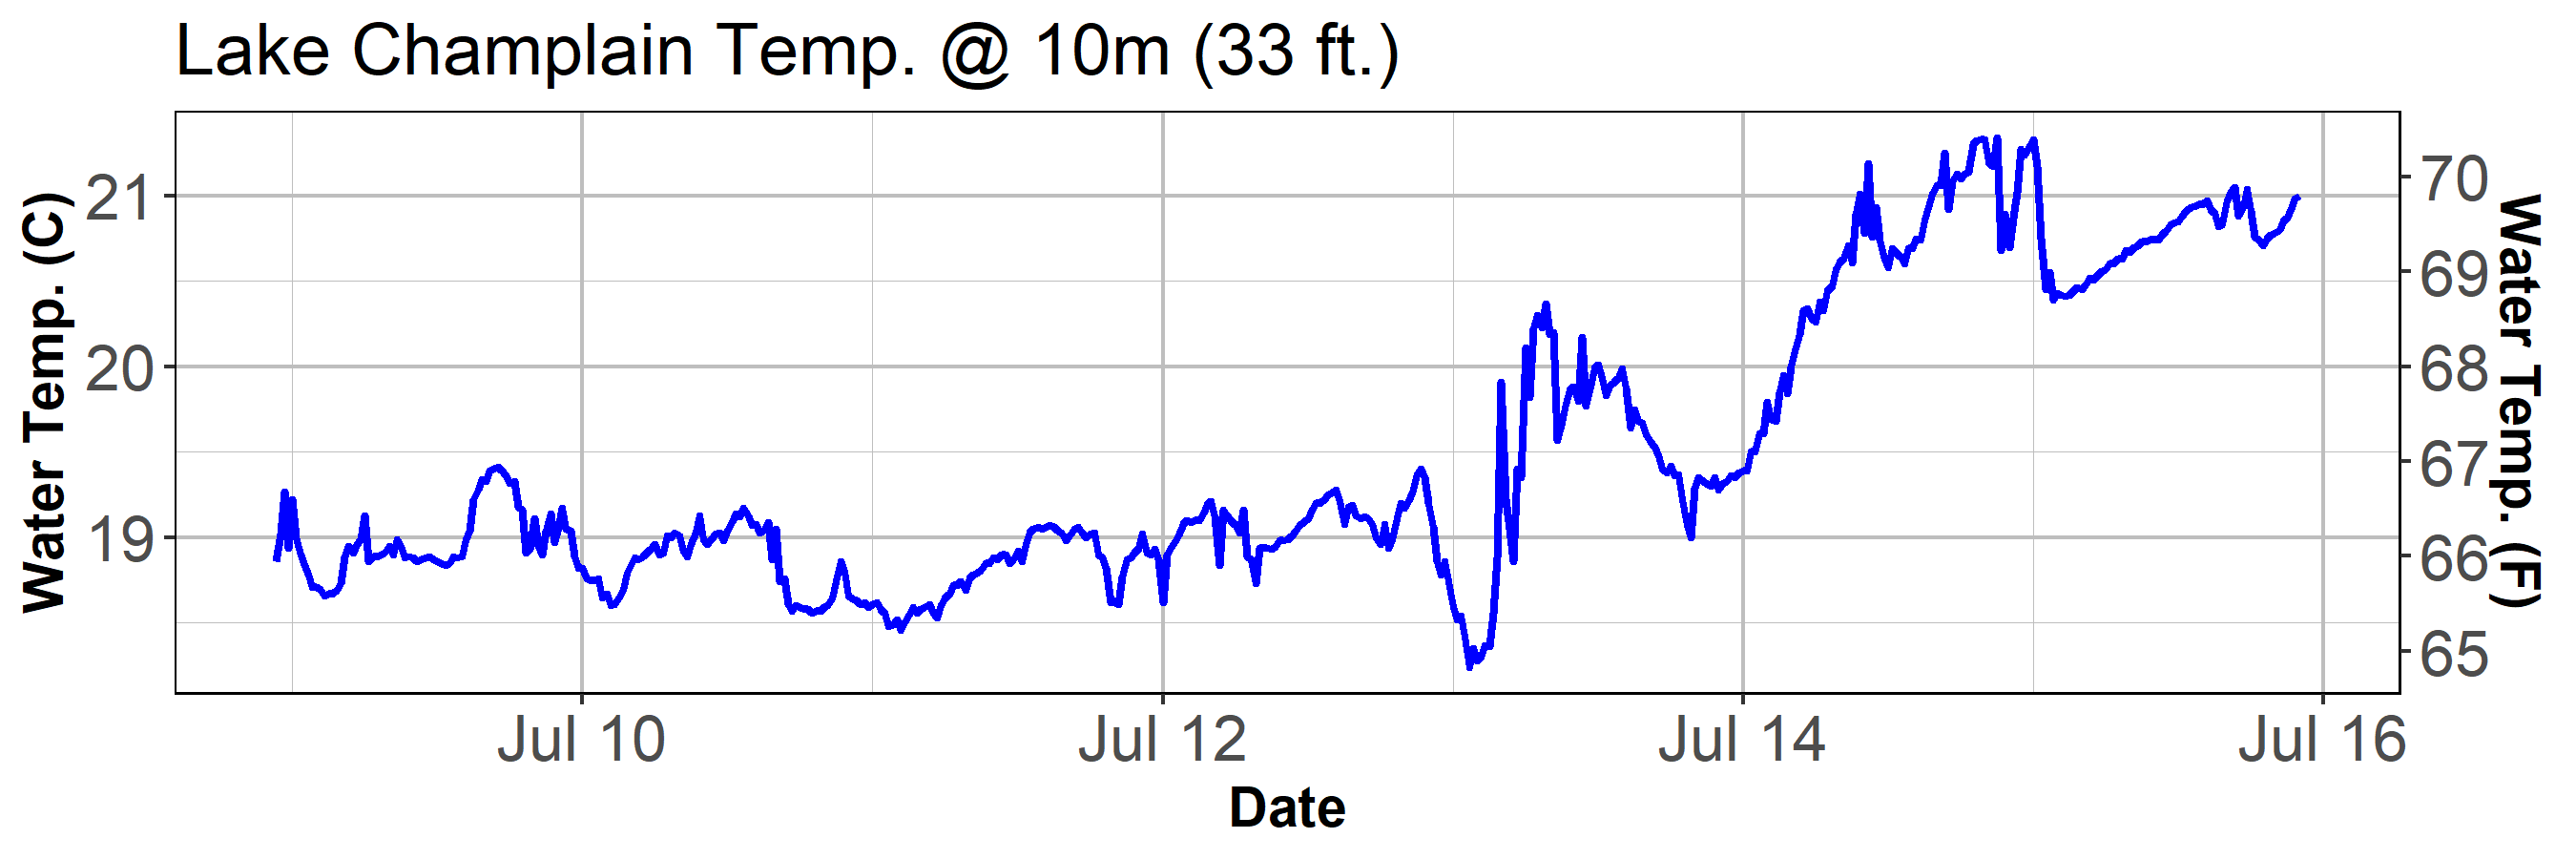 Lake Champlain Temp. @ 10m (33 ft.)
Water Temp. (C)
21
20
19
70
69
68
67
66
65
Water Temp. (F)
Jul 10 Jul 12 Jul 14 Jul 16
Date